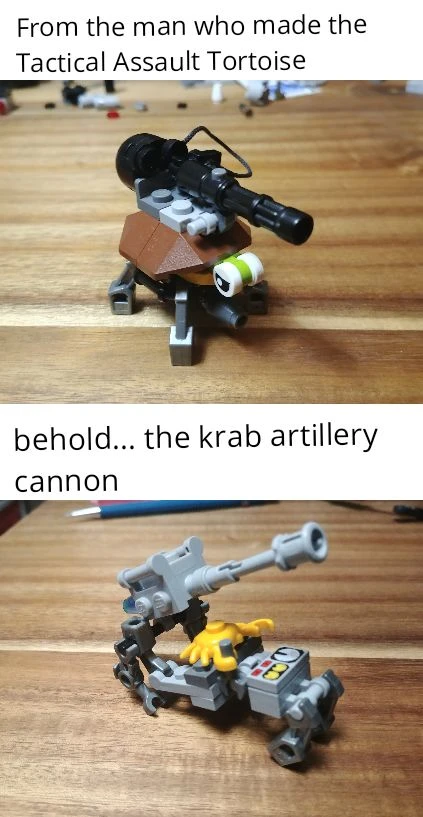 From the man who made the
Tactical Assault Tortoise
behold... the krab artillery
cannon